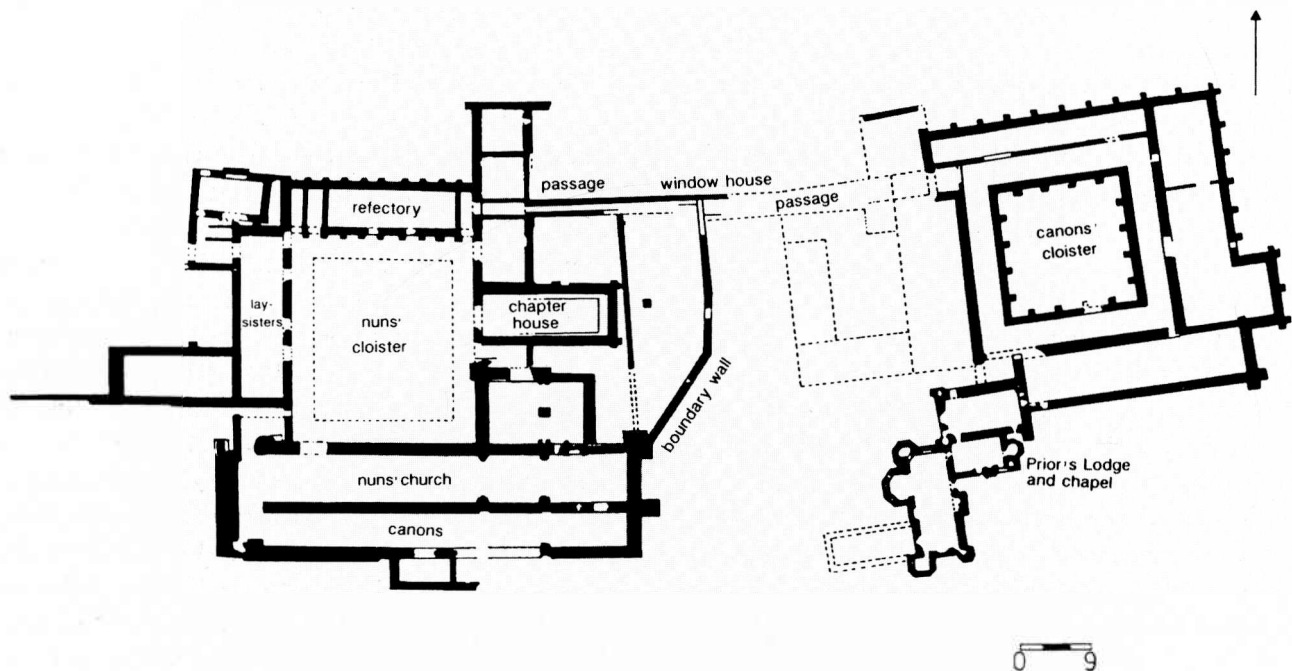 passage
window house
passage
refectory
canons'
cloister
lay-
sisters
nuns'
cloister
chapter
house
boundary wall
nuns' church
canons
Prior's Lodge
and chapel
0 9